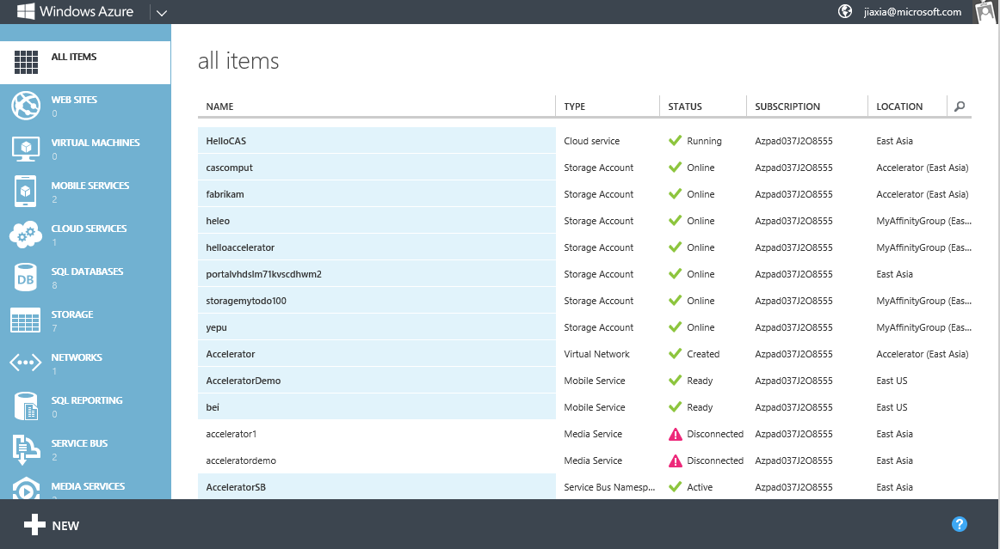 Windows Azure
jiaxia@microsoft.com
ALL ITEMS
WEB SITES
0
VIRTUAL MACHINES
0
MOBILE SERVICES
2
CLOUD SERVICES
1
SQL DATABASES
8
DB
STORAGE
7
NETWORKS
1
SQL REPORTING
0
SERVICE BUS
2
MEDIA SERVICES
all items
NAME TYPE STATUS SUBSCRIPTION LOCATION
HelloCAS Cloud service Running Azpad037J2O8555 East Asia
cascomput Storage Account Online Azpad037J2O8555 Accelerator (East Asia)
fabrikam Storage Account Online Azpad037J2O8555 Accelerator (East Asia)
heleo Storage Account Online Azpad037J2O8555 MyAffinityGroup (Eas...
helloaccelerator Storage Account Online Azpad037J2O8555 MyAffinityGroup (Eas...
portalvhdslm71kvscdhwm2 Storage Account Online Azpad037J2O8555 East Asia
storagemytodo100 Storage Account Online Azpad037J2O8555 MyAffinityGroup (Eas...
yepu Storage Account Online Azpad037J2O8555 MyAffinityGroup (Eas...
Accelerator Virtual Network Created Azpad037J2O8555 Accelerator (East Asia)
AcceleratorDemo Mobile Service Ready Azpad037J2O8555 East US
bei Mobile Service Ready Azpad037J2O8555 East US
accelerator1 Media Service Disconnected Azpad037J2O8555 East Asia
acceleratordemo Media Service Disconnected Azpad037J2O8555 East Asia
AcceleratorSB Service Bus Namesp... Active Azpad037J2O8555 East Asia
NEW
?